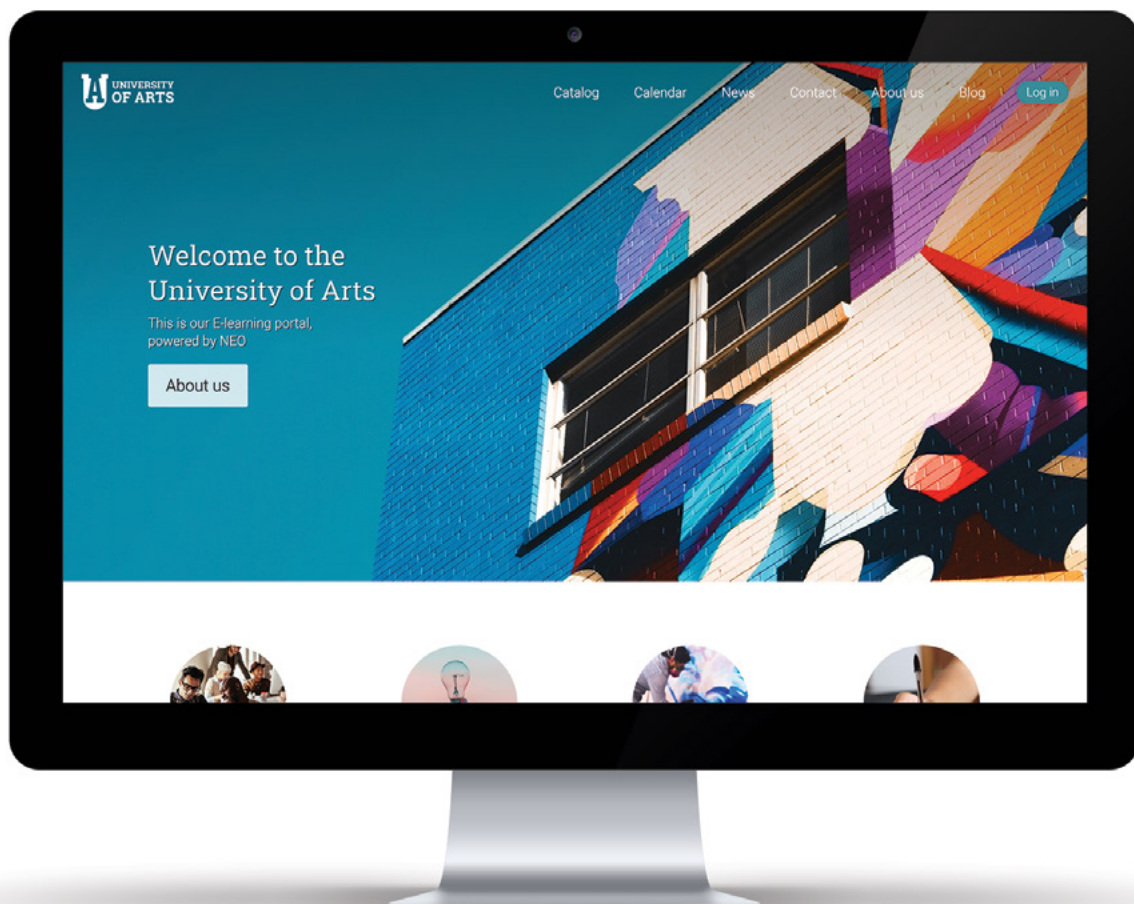 UNIVERSITY
OF ARTS
Catalog Calendar News Contact About us Blog Log in
Welcome to the
University of Arts
This is our E-learning portal,
powered by NEO
About us